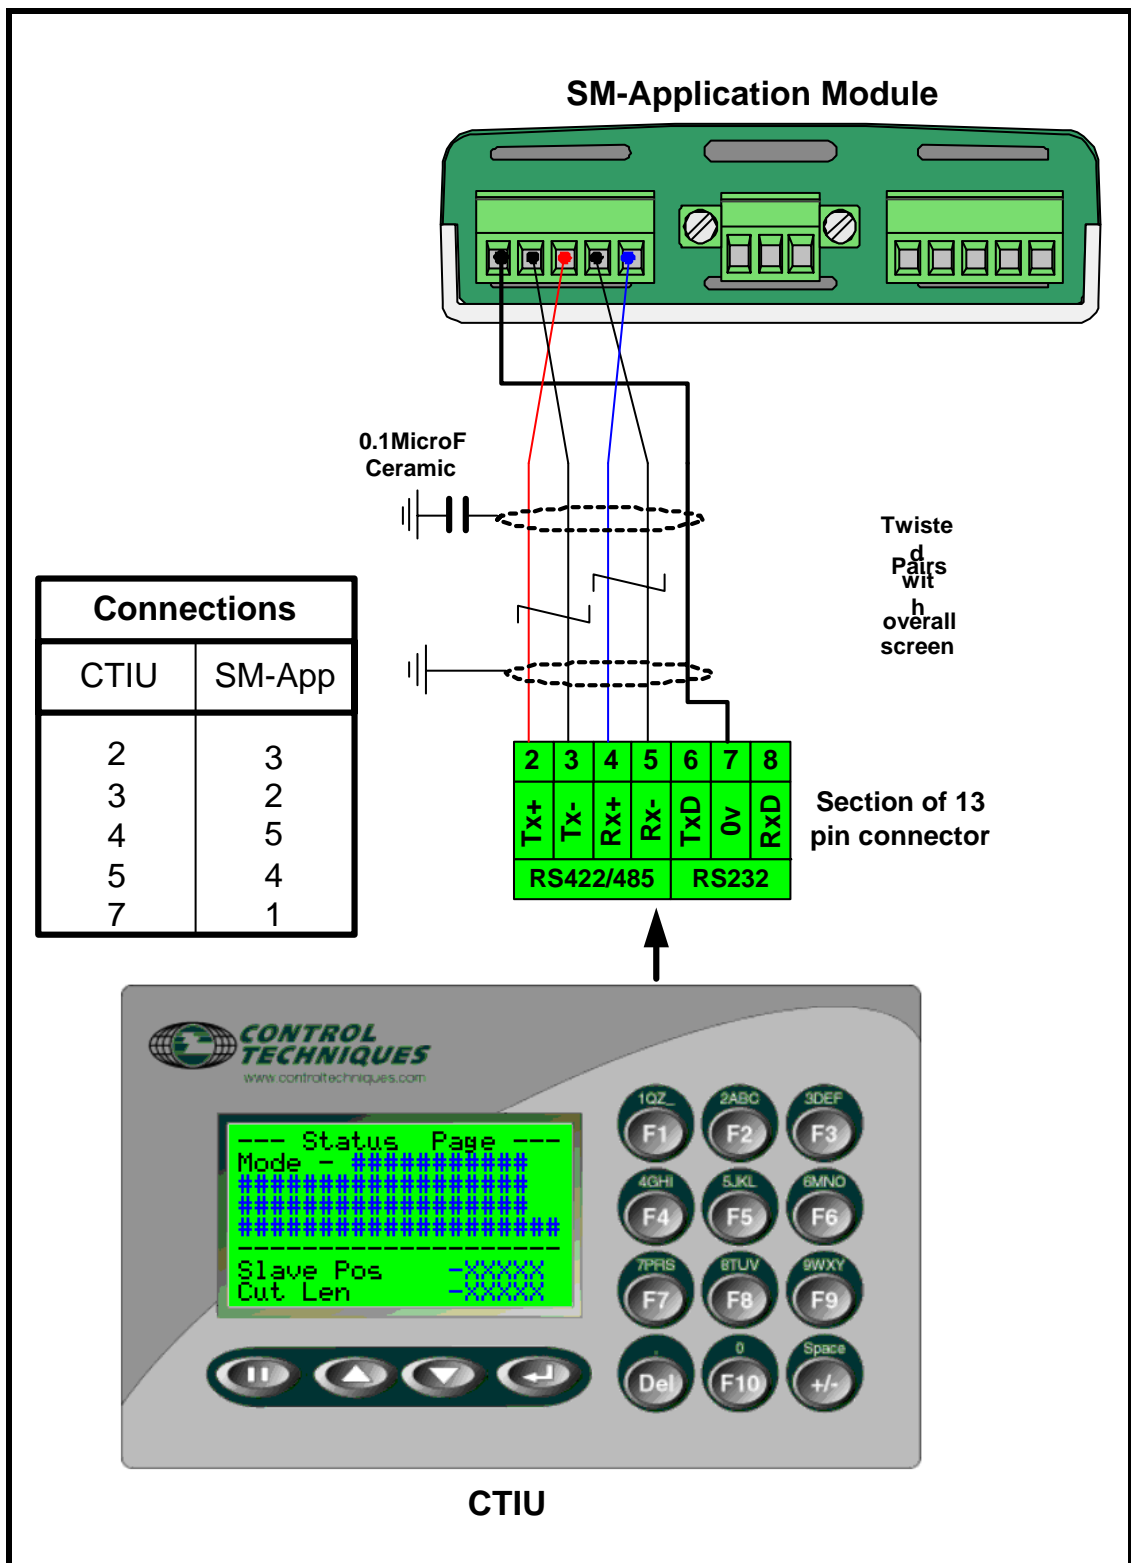 SM-Application Module
0.1MicroF
Ceramic
Twiste
d
Pairs
wit
h
overall
screen
Connections
CTIU SM-App
2 3
3 2
4 5
5 4
7 1
2 3 4 5 6 7 8
Tx+ Tx- Rx+ Rx- TxD 0v RxD
RS422/485 RS232
Section of 13
pin connector
CONTROL
TECHNIQUES
www.controltechniques.com
--- Status Page ---
Mode - ###########
##################
##################
####################
--------------------
Slave Pos -XXXXX
Cut Len -XXXXX
1QZ_ 2ABC 3DEF
F1 F2 F3
4GHI 5JKL 6MNO
F4 F5 F6
7PRS 8TUV 9WXY
F7 F8 F9
. 0 Space
Del F10 +/-
CTIU